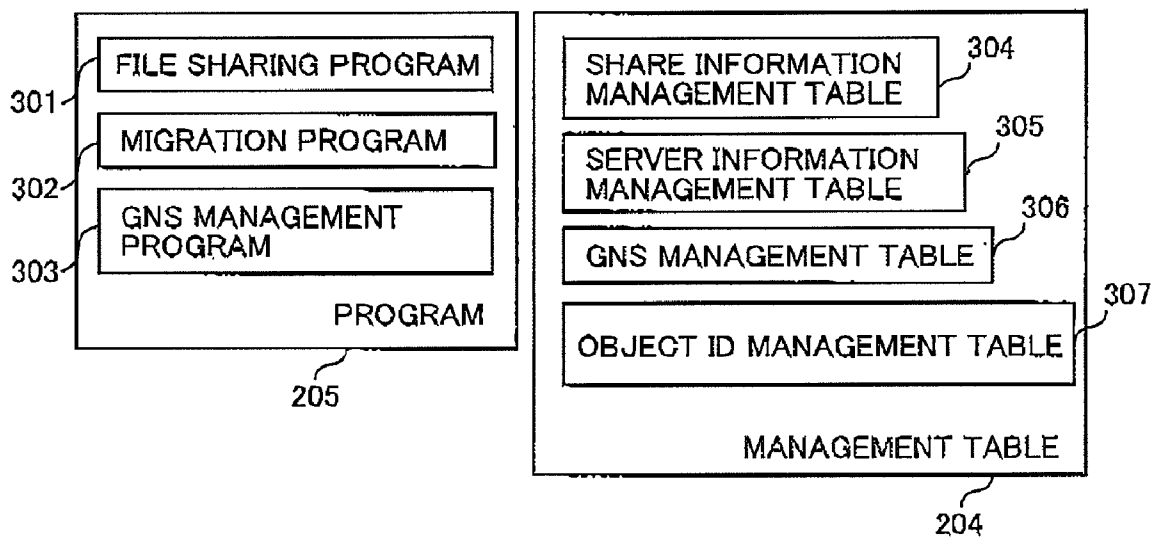 FILE SHARING PROGRAM
301
MIGRATION PROGRAM
302
GNS MANAGEMENT
PROGRAM
303
PROGRAM
205
SHARE INFORMATION
MANAGEMENT TABLE
304
SERVER INFORMATION
MANAGEMENT TABLE
305
GNS MANAGEMENT TABLE
306
OBJECT ID MANAGEMENT TABLE
307
MANAGEMENT TABLE
204